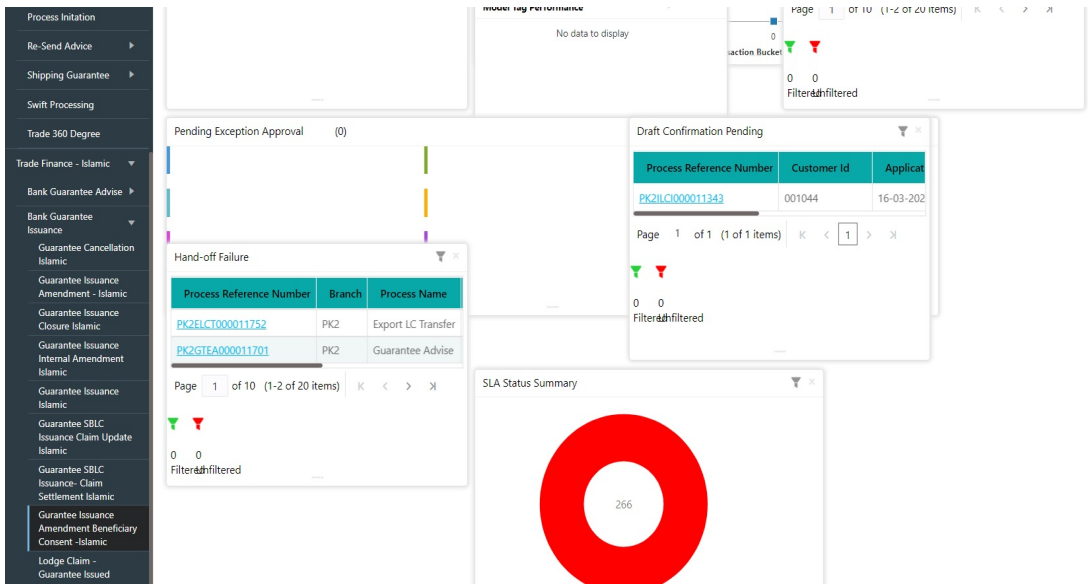 Process Initation
Re-Send Advice
Shipping Guarantee
Swift Processing
Trade 360 Degree
Trade Finance - Islamic
Bank Guarantee Advise
Bank Guarantee
Issuance
Guarantee Cancellation
Islamic
Guarantee Issuance
Amendment - Islamic
Guarantee Issuance
Closure Islamic
Guarantee Issuance
Internal Amendment
Islamic
Guarantee Issuance
Islamic
Guarantee SBLC
Issuance Claim Update
Islamic
Guarantee SBLC
Issuance- Claim
Settlement Islamic
Gurantee Issuance
Amendment Beneficiary
Consent -Islamic
Lodge Claim -
Guarantee Issued
Model Tag Performance
No data to display
0
saction Bucket
Page 1 of 10 (1-2 of 20 items)
0 0
Filtered Unfiltered
Pending Exception Approval (0)
Draft Confirmation Pending
Process Reference Number Customer Id Applicat
PK2ILCI000011343 001044 16-03-202
Page 1 of 1 (1 of 1 items) 1
0 0
Filtered Unfiltered
Hand-off Failure
Process Reference Number Branch Process Name
PK2ELCT000011752 PK2 Export LC Transfer
PK2GTEA000011701 PK2 Guarantee Advise
Page 1 of 10 (1-2 of 20 items)
0 0
Filtered Unfiltered
SLA Status Summary
266